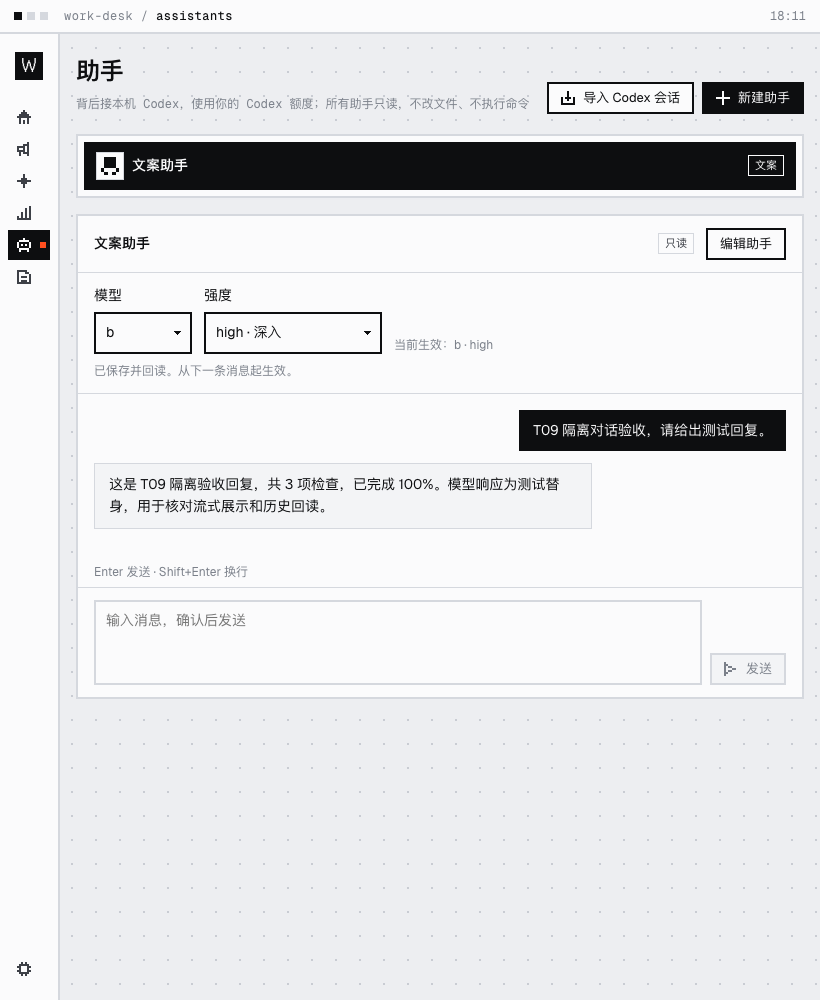 work-desk / assistants
18:11
W
助手
背后接本机 Codex，使用你的 Codex 额度；所有助手只读，不改文件、不执行命令
导入 Codex 会话
新建助手
文案助手
文案
文案助手
只读
编辑助手
模型
强度
b
high · 深入
当前生效：b · high
已保存并回读。从下一条消息起生效。
T09 隔离对话验收，请给出测试回复。
这是 T09 隔离验收回复，共 3 项检查，已完成 100%。模型响应为测试替
身，用于核对流式展示和历史回读。
Enter 发送 · Shift+Enter 换行
输入消息，确认后发送
发送